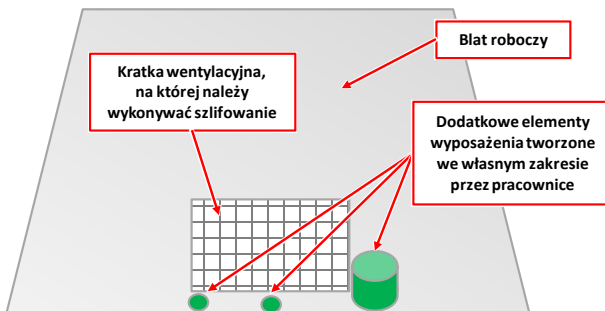 Blat roboczy
Kratka wentylacyjna,
na której należy
wykonywać szlifowanie
Dodatkowe elementy
wyposażenia tworzone
we własnym zakresie
przez pracownice